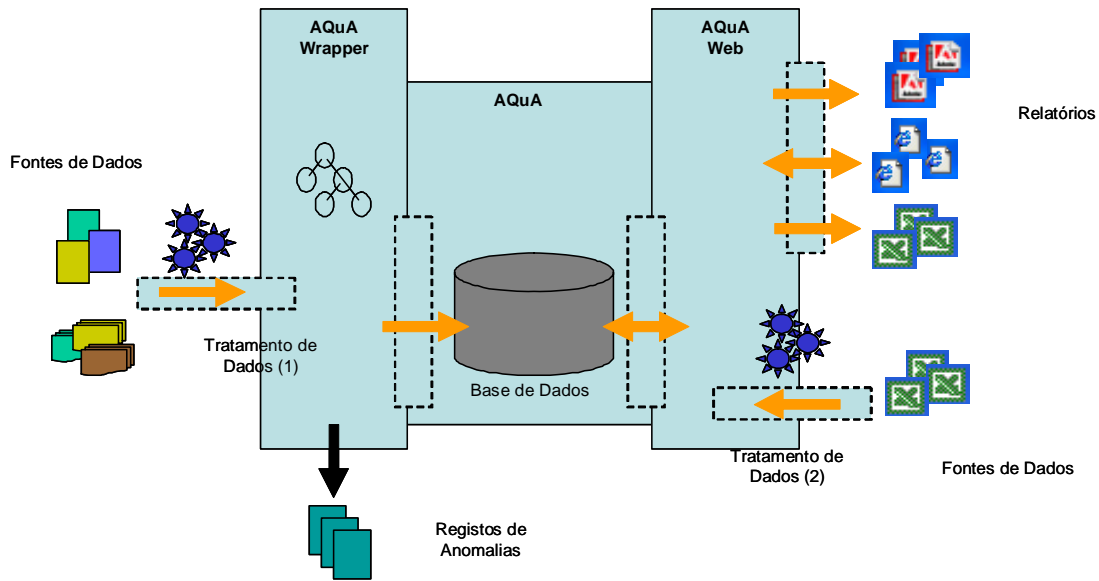 AQuA
Wrapper
AQuA
Web
AQuA
Relatórios
Fontes de Dados
Tratamento de
Dados (1)
Base de Dados
Tratamento de
Dados (2)
Fontes de Dados
Registos de
Anomalias